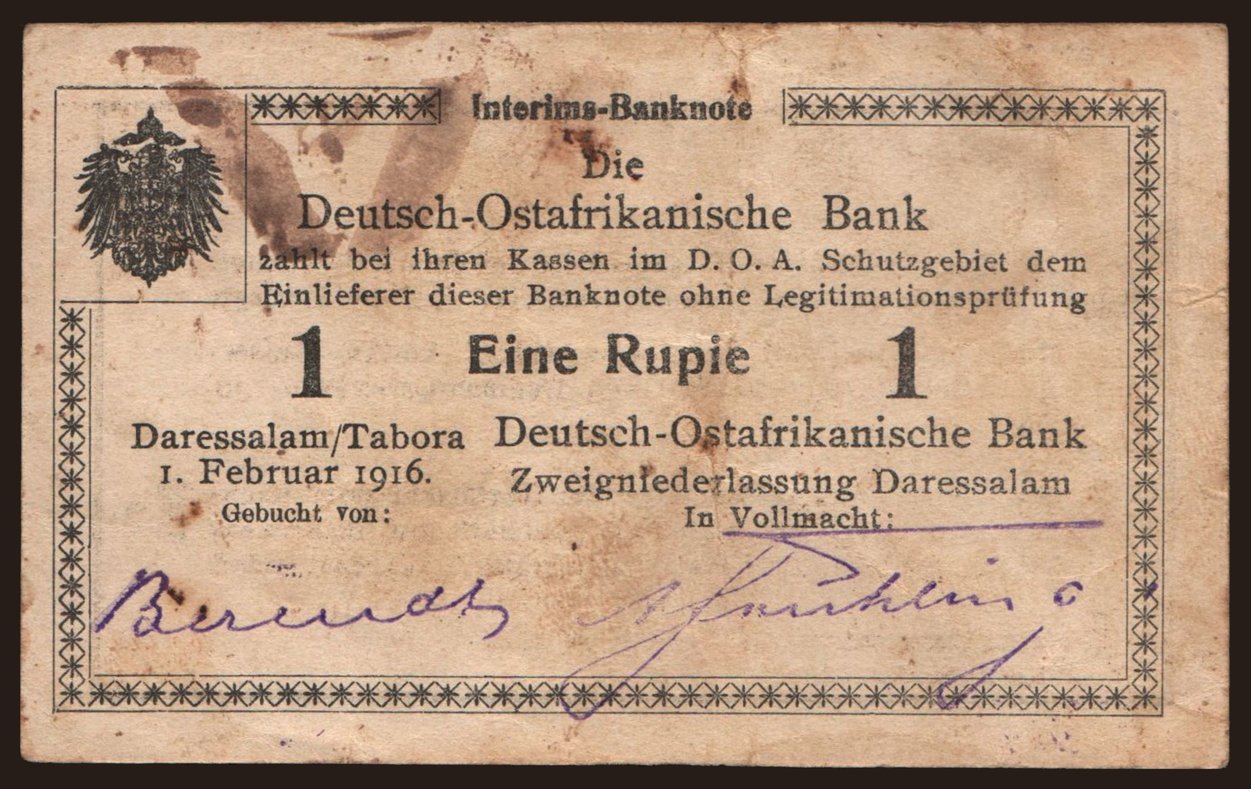 Interims-Banknote
Die
Deutsch-Ostafrikanische Bank
zahlt bei ihren Kassen im D. O. A. Schutzgebiet dem
Einlieferer dieser Banknote ohne Legitimationsprüfung
1 Eine Rupie 1
Daressalam/Tabora
1. Februar 1916.
Gebucht von:
Deutsch-Ostafrikanische Bank
Zweigniederlassung Daressalam
In Vollmacht:
Berendt